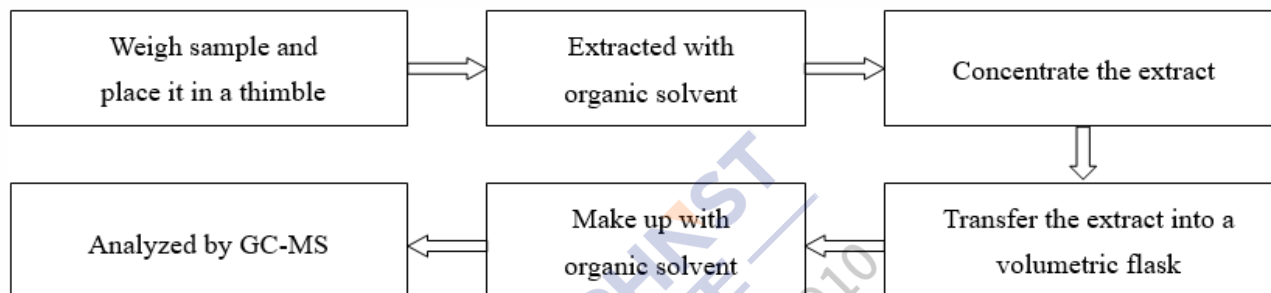 Weigh sample and
place it in a thimble
Extracted with
organic solvent
Concentrate the extract
Transfer the extract into a
volumetric flask
Make up with
organic solvent
Analyzed by GC-MS